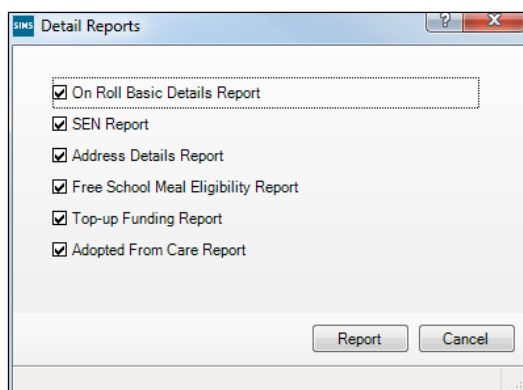 SIMS Detail Reports
?
On Roll Basic Details Report
SEN Report
Address Details Report
Free School Meal Eligibility Report
Top-up Funding Report
Adopted From Care Report
Report Cancel